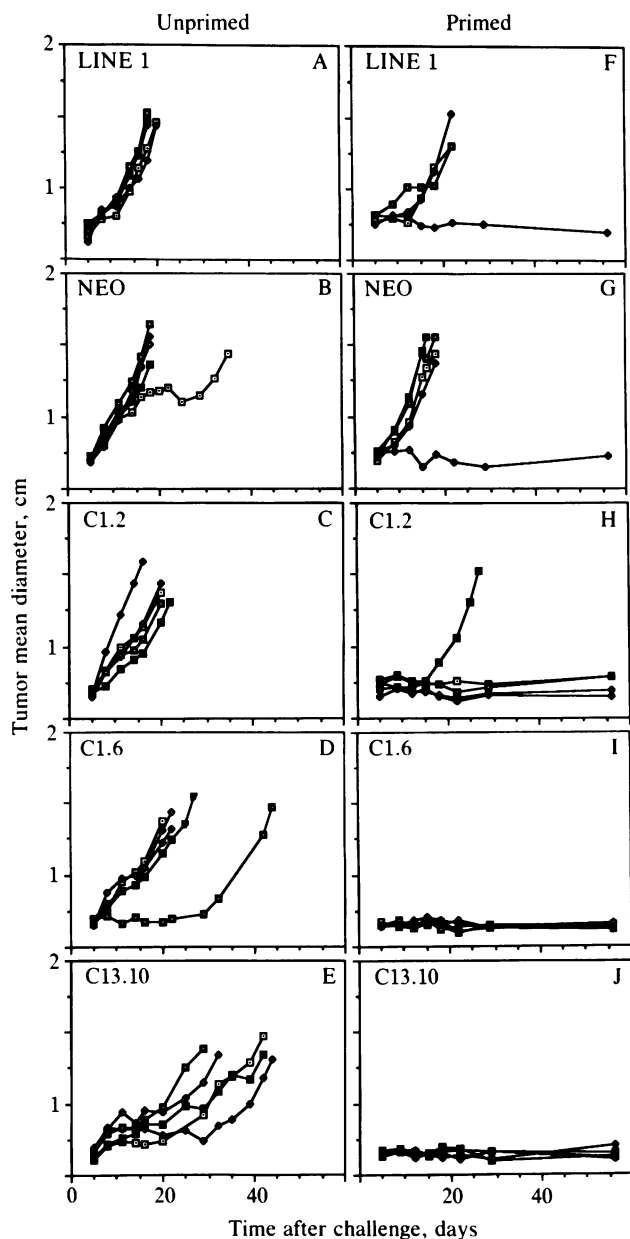 Unprimed Primed
2
LINE 1 A LINE 1 F
1
2
NEO B NEO G
1
2
C1.2 C C1.2 H
1
2
C1.6 D C1.6 I
1
2
C13.10 E C13.10 J
1
0 20 40 20 40
Tumor mean diameter, cm
Time after challenge, days